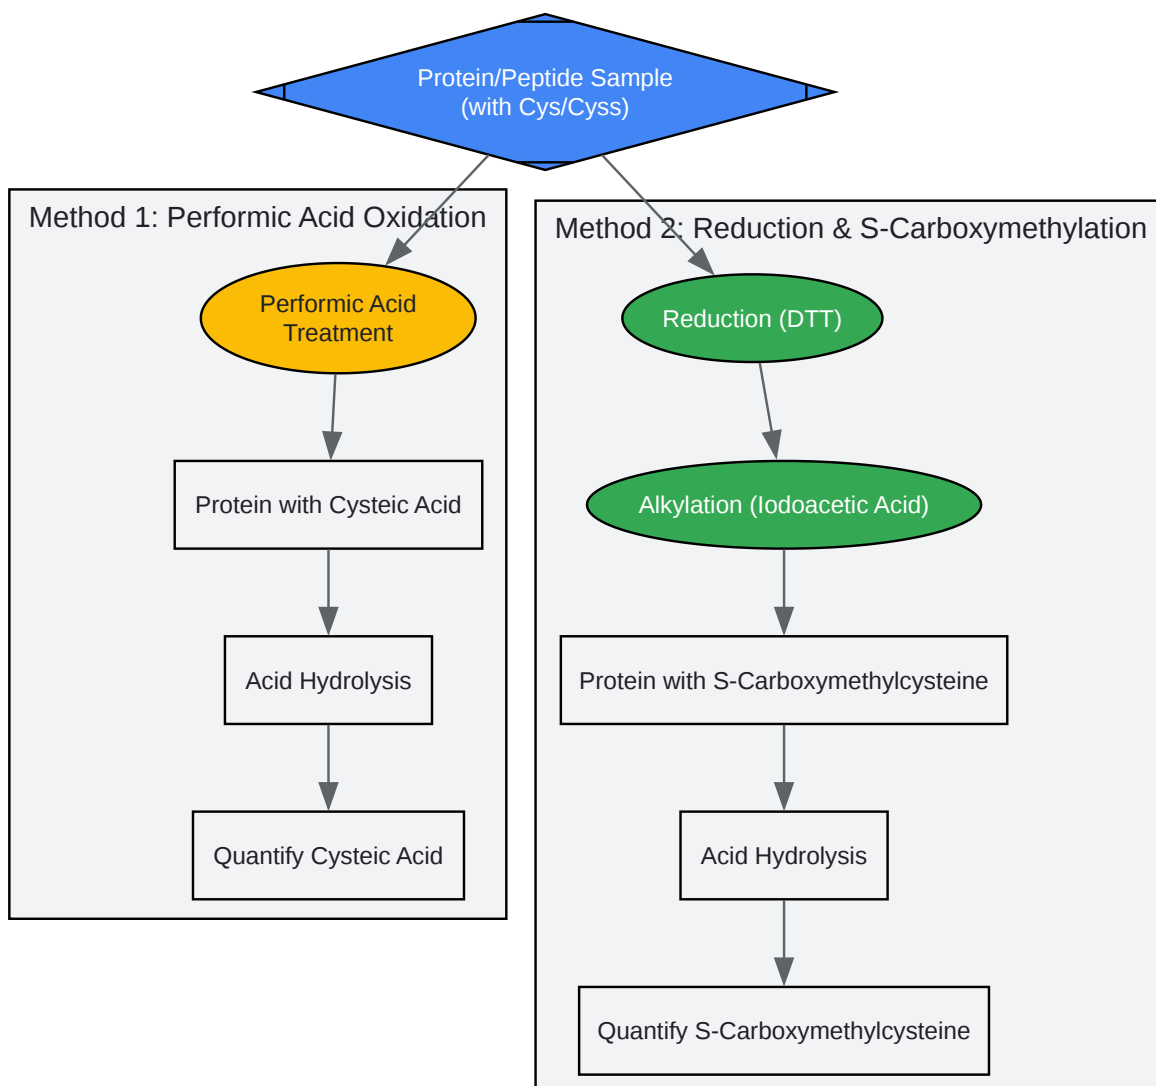 Protein/Peptide Sample
(with Cys/Cyss)
Method 1: Performic Acid Oxidation
Performic Acid
Treatment
Protein with Cysteic Acid
Acid Hydrolysis
Quantify Cysteic Acid
Method 2: Reduction & S-Carboxymethylation
Reduction (DTT)
Alkylation (Iodoacetic Acid)
Protein with S-Carboxymethylcysteine
Acid Hydrolysis
Quantify S-Carboxymethylcysteine